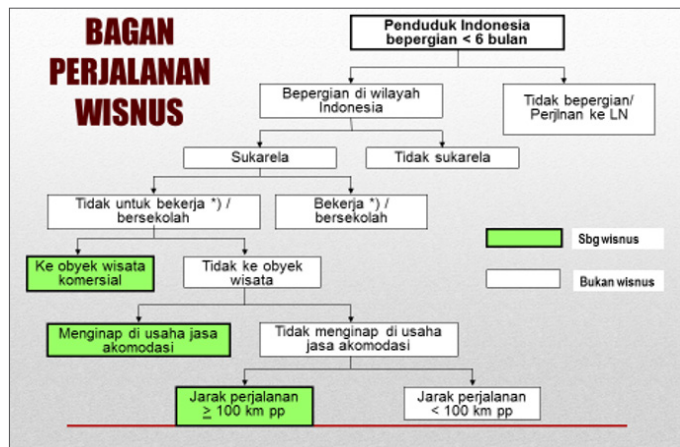 BAGAN
PERJALANAN
WISNUS
Penduduk Indonesia
bepergian < 6 bulan
Bepergian di wilayah
Indonesia
Tidak bepergian/
Perjlnan ke LN
Sukarela
Tidak sukarela
Tidak untuk bekerja *) /
bersekolah
Bekerja *) /
bersekolah
Sbg wisnus
Ke obyek wisata
komersial
Tidak ke obyek
wisata
Bukan wisnus
Menginap di usaha jasa
akomodasi
Tidak menginap di usaha
jasa akomodasi
Jarak perjalanan
≥ 100 km pp
Jarak perjalanan
< 100 km pp